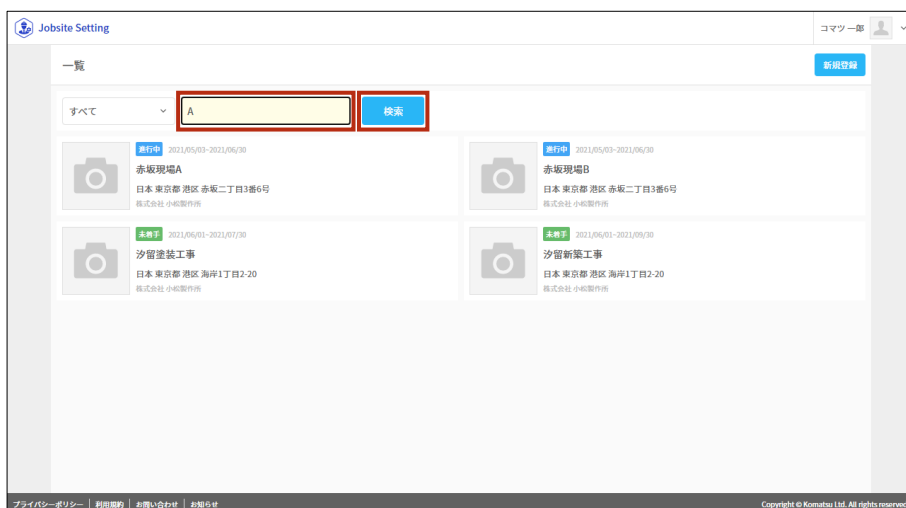 Jobsite Setting
コマツ 一郎
一覧
新規登録
すべて
A
検索
進行中 2021/05/03-2021/06/30
赤坂現場A
日本 東京都 港区 赤坂二丁目3番6号
株式会社 小松製作所
進行中 2021/05/03-2021/06/30
赤坂現場B
日本 東京都 港区 赤坂二丁目3番6号
株式会社 小松製作所
未着手 2021/06/01-2021/07/30
汐留塗装工事
日本 東京都 港区 海岸1丁目2-20
株式会社 小松製作所
未着手 2021/06/01-2021/09/30
汐留新築工事
日本 東京都 港区 海岸1丁目2-20
株式会社 小松製作所
プライバシーポリシー | 利用規約 | お問い合わせ | お知らせ
Copyright © Komatsu Ltd. All rights reserved